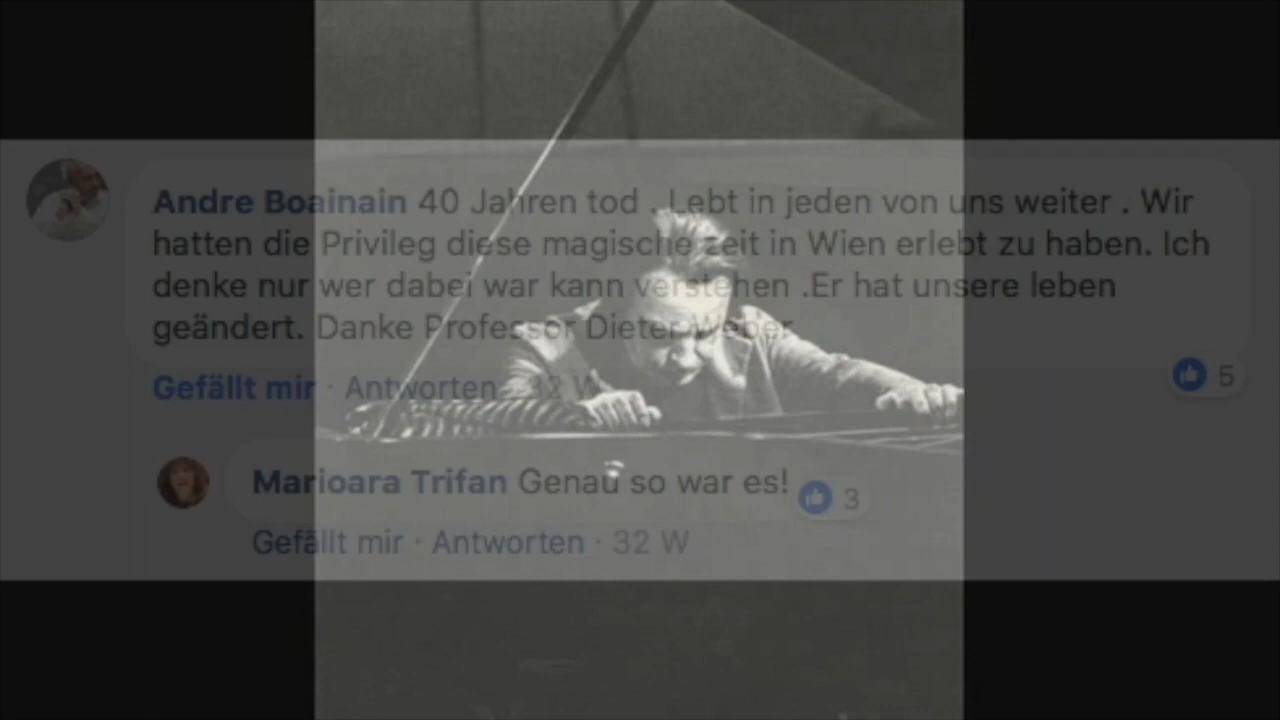 Andre Boainain 40 Jahren tod . Lebt in jeden von uns weiter . Wir
hatten die Privileg diese magische zeit in Wien erlebt zu haben. Ich
denke nur wer dabei war kann verstehen .Er hat unsere leben
geändert. Danke Professor Dieter Weber
Gefällt mir · Antworten · 32 W
5
Marioara Trifan Genau so war es!
3
Gefällt mir · Antworten · 32 W